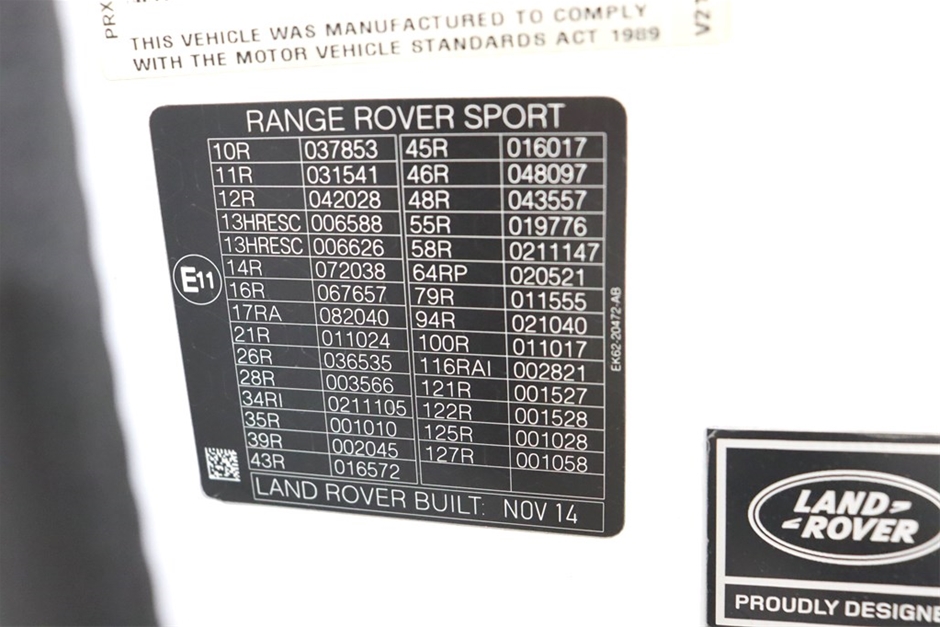 PRX
THIS VEHICLE WAS MANUFACTURED TO COMPLY
WITH THE MOTOR VEHICLE STANDARDS ACT 1989
RANGE ROVER SPORT
10R 037853 45R 016017
11R 031541 46R 048097
12R 042028 48R 043557
13HRESC 006588 55R 019776
13HRESC 006626 58R 0211147
14R 072038 64RP 020521
16R 067657 79R 011555
17RA 082040 94R 021040
21R 011024 100R 011017
26R 036535 116RAI 002821
28R 003566 121R 001527
34RI 0211105 122R 001528
35R 001010 125R 001028
39R 002045 127R 001058
43R 016572
LAND ROVER BUILT: NOV 14
E11
EK62-20472-AB
LAND
ROVER
PROUDLY DESIGNE